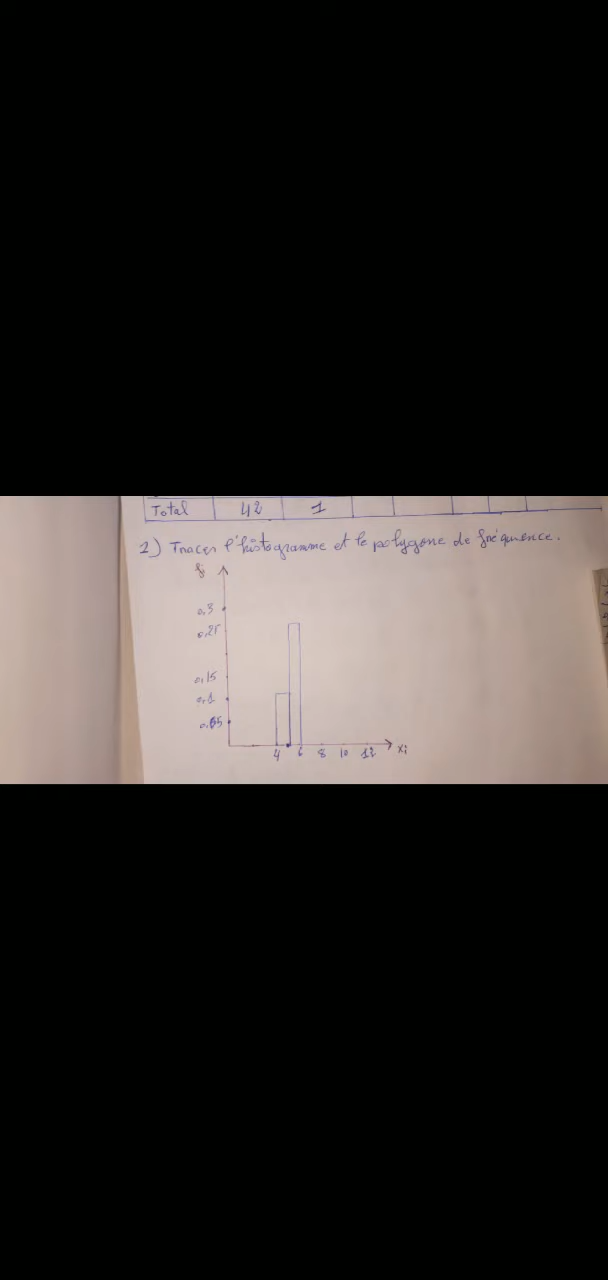 Total 42 1
2) Tracer l'histogramme et le polygone de fréquence.
fi
0,3
0,25
0,15
0,1
0,05
4 6 8 10 12 xi